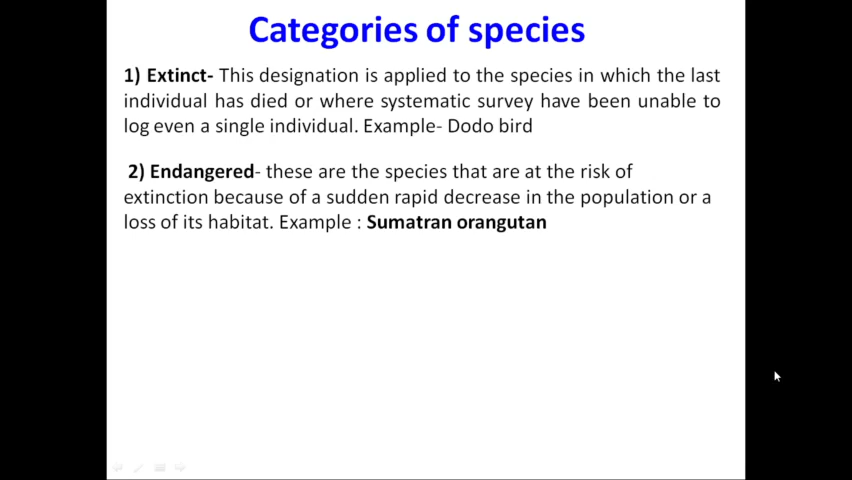 Categories of species
1) Extinct- This designation is applied to the species in which the last
individual has died or where systematic survey have been unable to
log even a single individual. Example- Dodo bird
2) Endangered- these are the species that are at the risk of
extinction because of a sudden rapid decrease in the population or a
loss of its habitat. Example : Sumatran orangutan